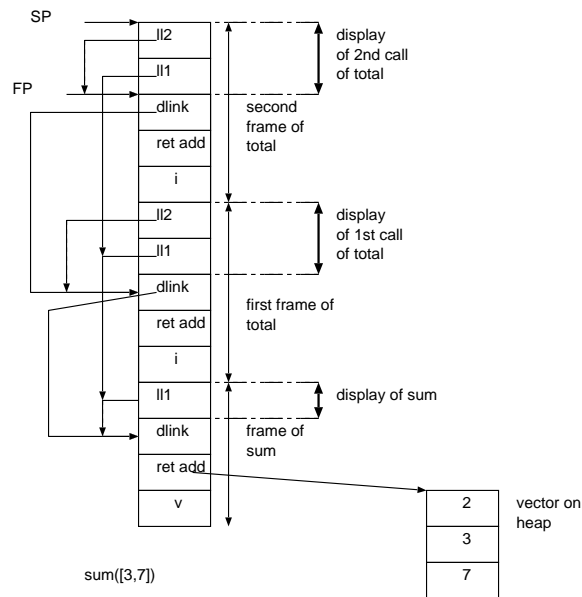 SP
ll2
display
of 2nd call
of total
ll1
FP
dlink
second
frame of
total
ret add
i
ll2
display
of 1st call
of total
ll1
dlink
first frame of
total
ret add
i
ll1
display of sum
dlink
frame of
sum
ret add
v
2
vector on
heap
3
7
sum([3,7])